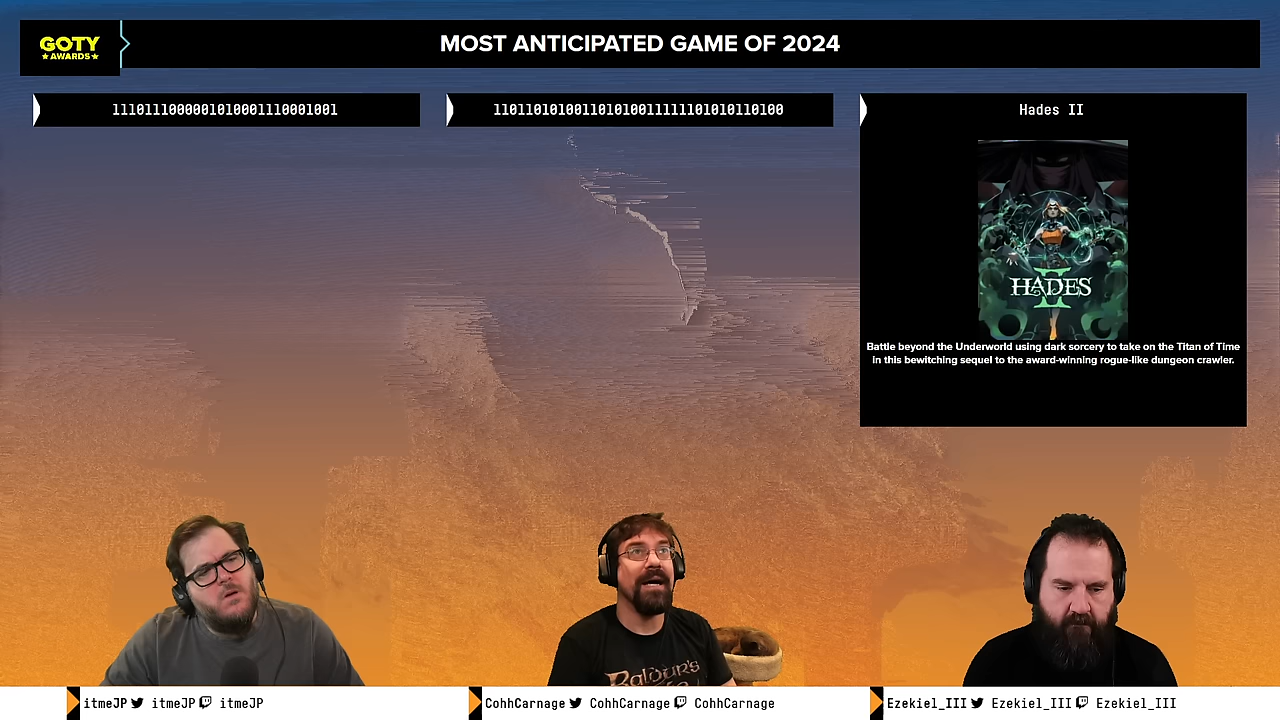 GOTY
AWARDS
MOST ANTICIPATED GAME OF 2024
1110111000001010001110001001
110110101001101010011111101010110100
Hades II
HADES
II
Battle beyond the Underworld using dark sorcery to take on the Titan of Time
in this bewitching sequel to the award-winning rogue-like dungeon crawler.
BALDUR'S
itmeJP itmeJP itmeJP
CohhCarnage CohhCarnage CohhCarnage
Ezekiel_III Ezekiel_III Ezekiel_III